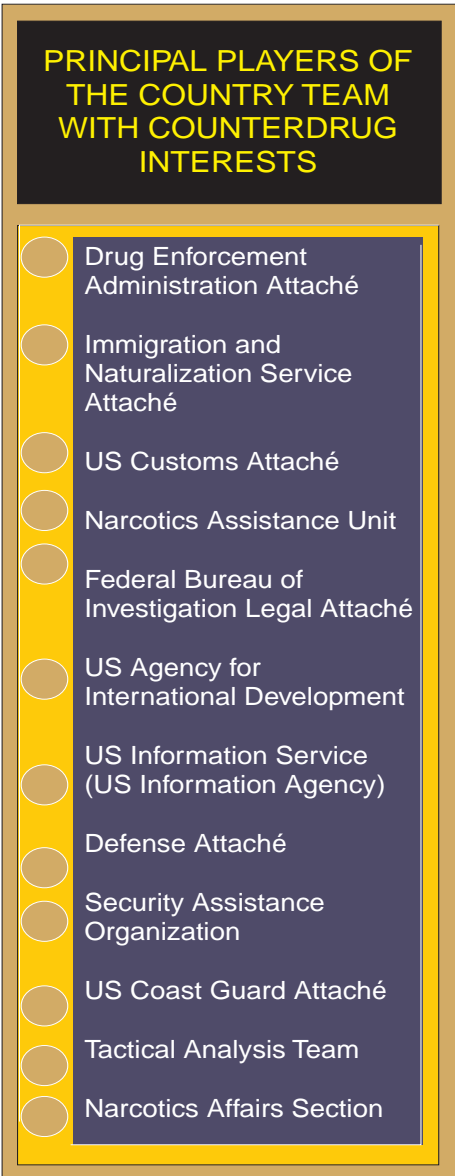 PRINCIPAL PLAYERS OF
THE COUNTRY TEAM
WITH COUNTERDRUG
INTERESTS
Drug Enforcement
Administration Attaché
Immigration and
Naturalization Service
Attaché
US Customs Attaché
Narcotics Assistance Unit
Federal Bureau of
Investigation Legal Attaché
US Agency for
International Development
US Information Service
(US Information Agency)
Defense Attaché
Security Assistance
Organization
US Coast Guard Attaché
Tactical Analysis Team
Narcotics Affairs Section